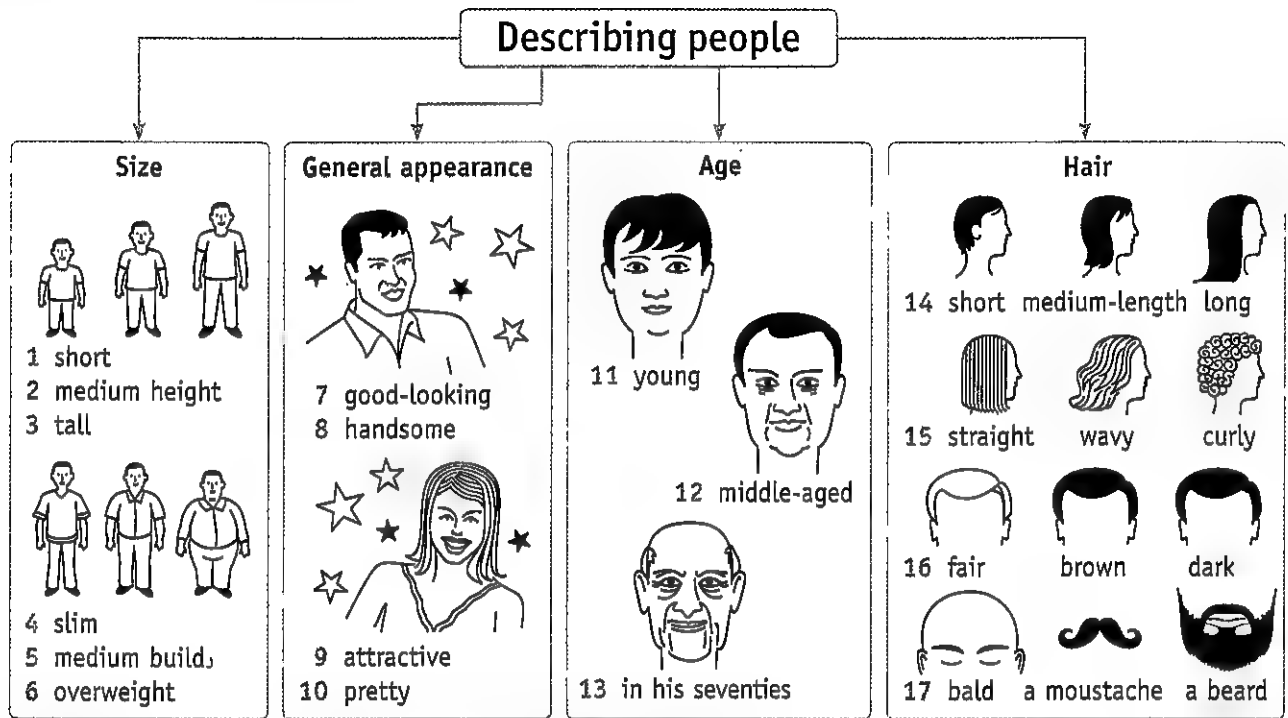 Describing people
Size
1 short
2 medium height
3 tall
4 slim
5 medium build
6 overweight
General appearance
7 good-looking
8 handsome
9 attractive
10 pretty
Age
11 young
12 middle-aged
13 in his seventies
Hair
14 short medium-length long
15 straight wavy curly
16 fair brown dark
17 bald a moustache a beard